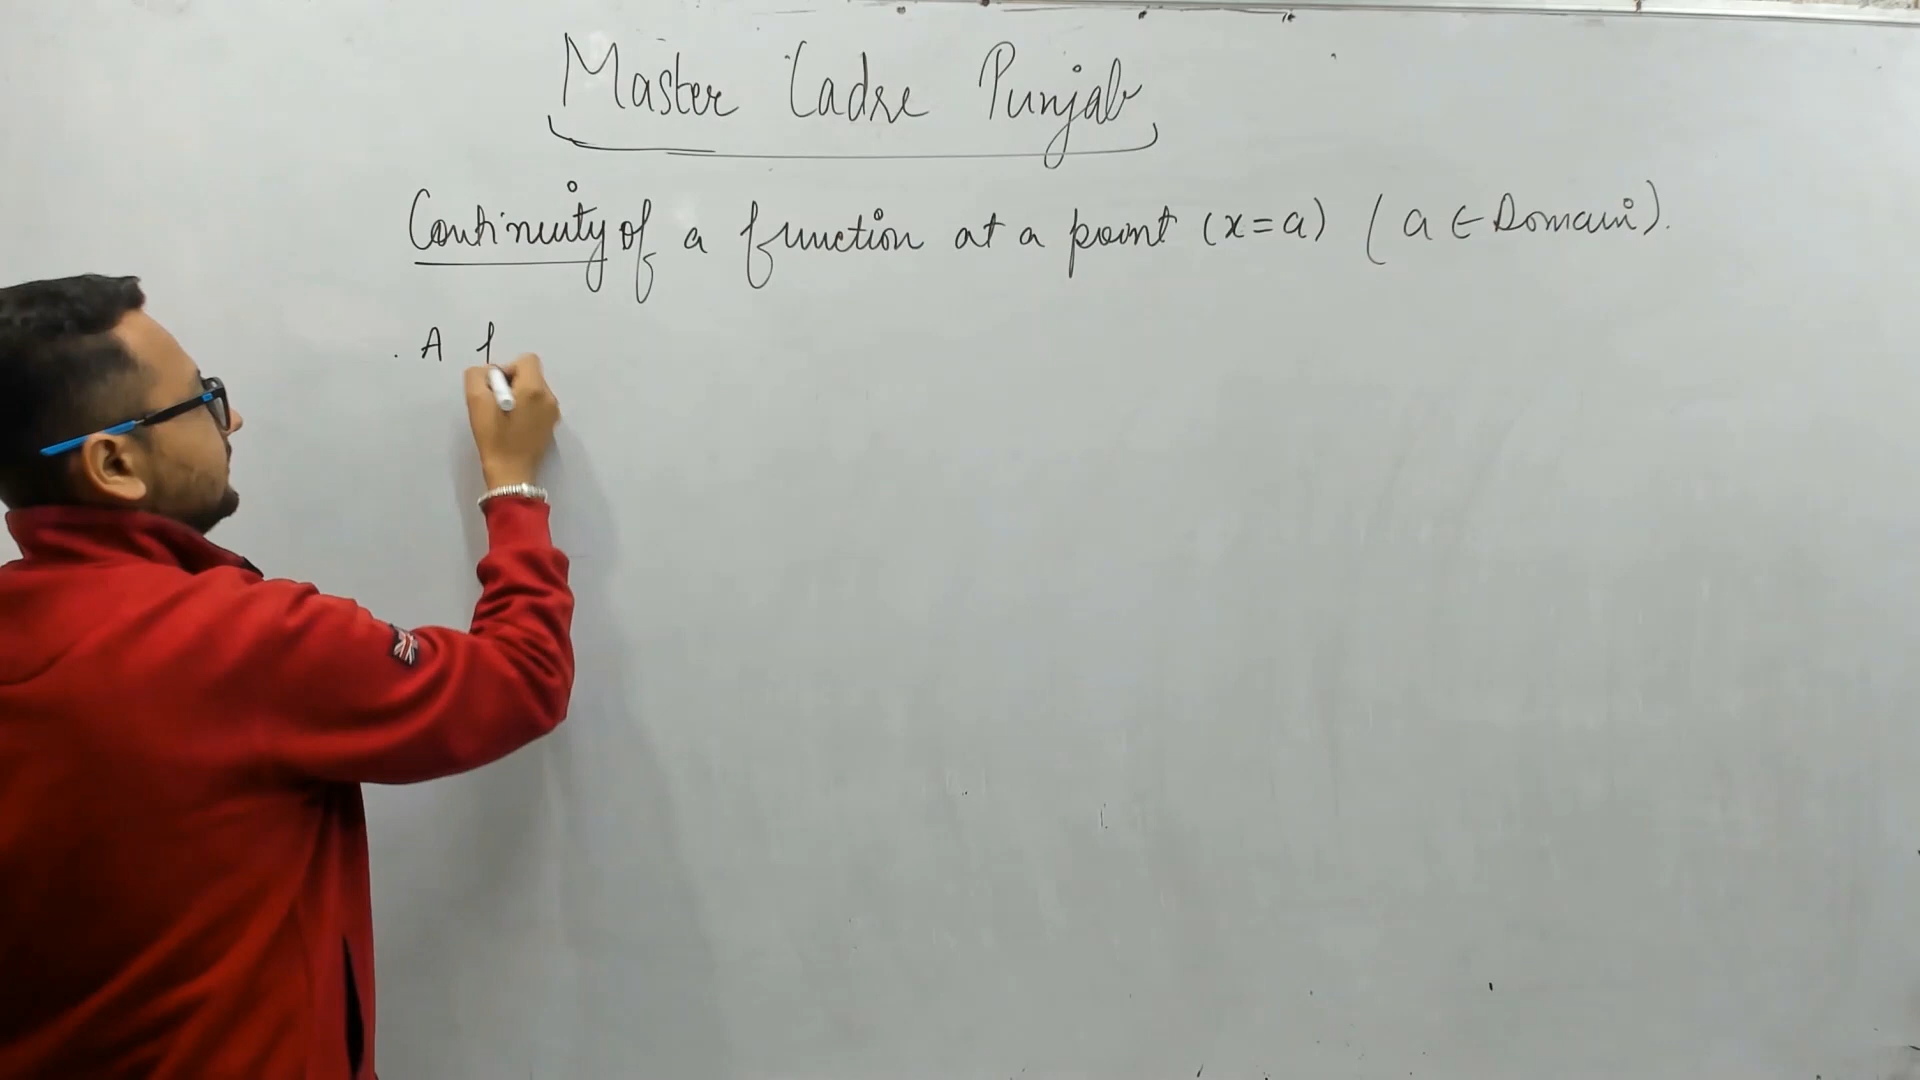 Master Cadre Punjab
Continuity of a function at a point (x=a) (a ∈ Domain).
. A f